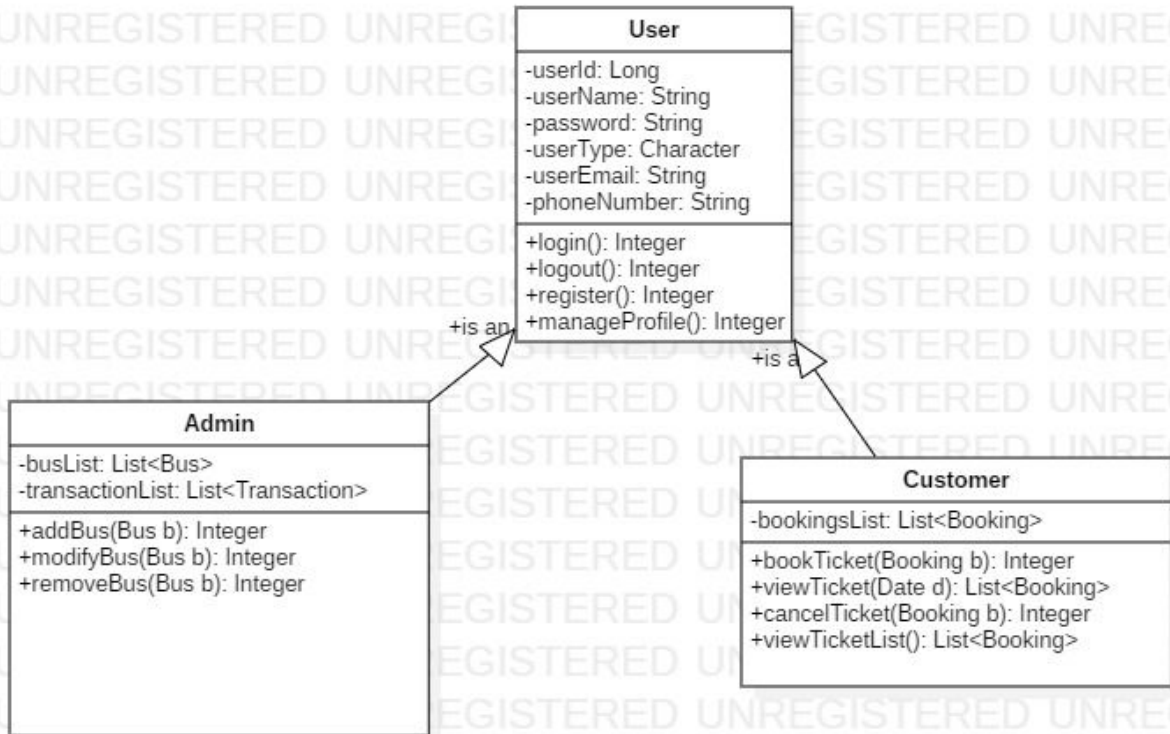 User
-userId: Long
-userName: String
-password: String
-userType: Character
-userEmail: String
-phoneNumber: String
+login(): Integer
+logout(): Integer
+register(): Integer
+manageProfile(): Integer
+is an
+is a
Admin
-busList: List<Bus>
-transactionList: List<Transaction>
+addBus(Bus b): Integer
+modifyBus(Bus b): Integer
+removeBus(Bus b): Integer
Customer
-bookingsList: List<Booking>
+bookTicket(Booking b): Integer
+viewTicket(Date d): List<Booking>
+cancelTicket(Booking b): Integer
+viewTicketList(): List<Booking>
UNREGISTERED